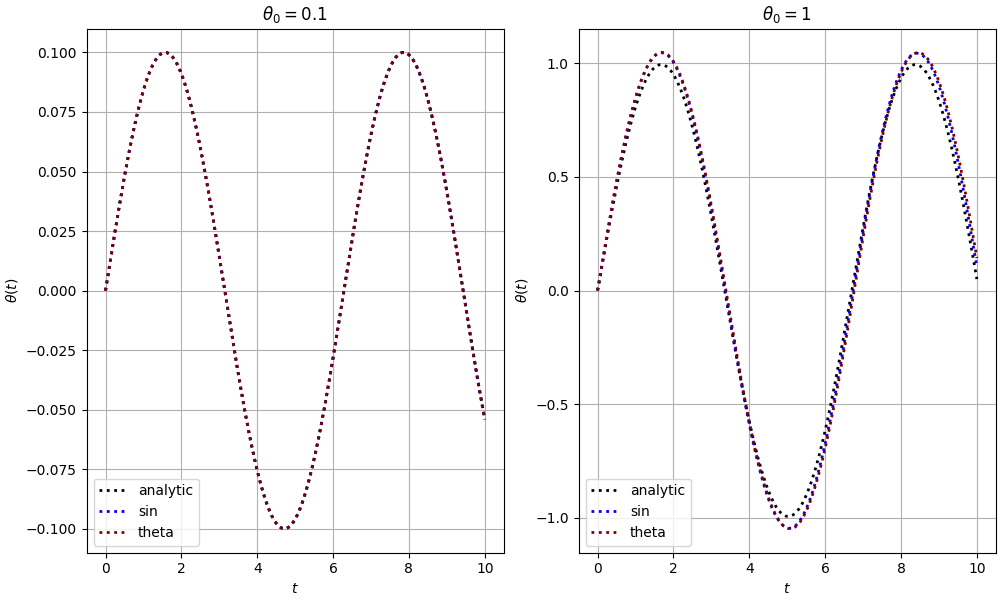 θ₀ = 0.1
θ(t)
0.100
0.075
0.050
0.025
0.000
−0.025
−0.050
−0.075
−0.100
analytic
sin
theta
0 2 4 6 8 10
t
θ₀ = 1
θ(t)
1.0
0.5
0.0
−0.5
−1.0
analytic
sin
theta
0 2 4 6 8 10
t